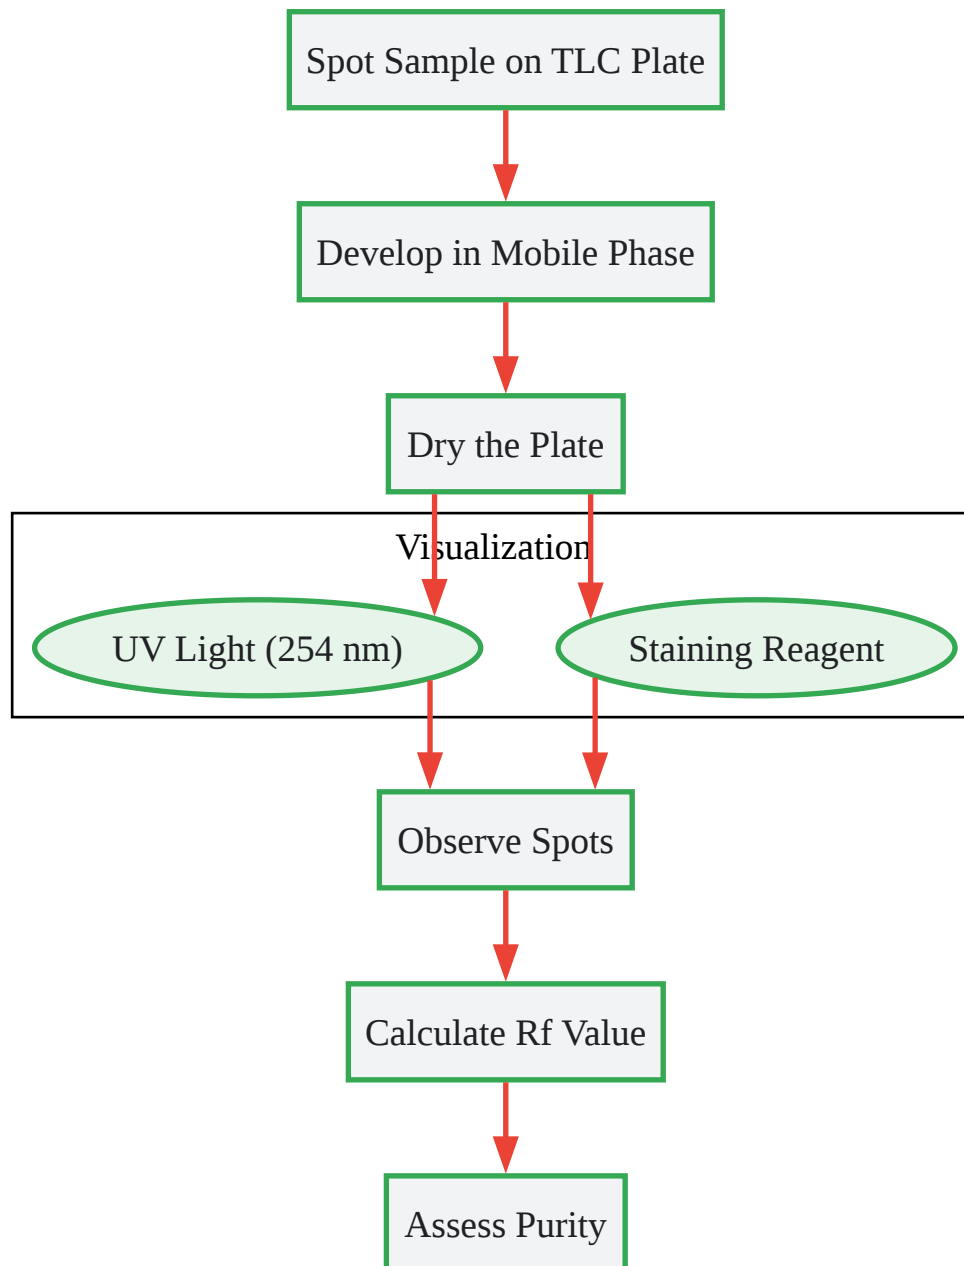 Spot Sample on TLC Plate
Develop in Mobile Phase
Dry the Plate
Visualization
UV Light (254 nm)
Staining Reagent
Observe Spots
Calculate Rf Value
Assess Purity